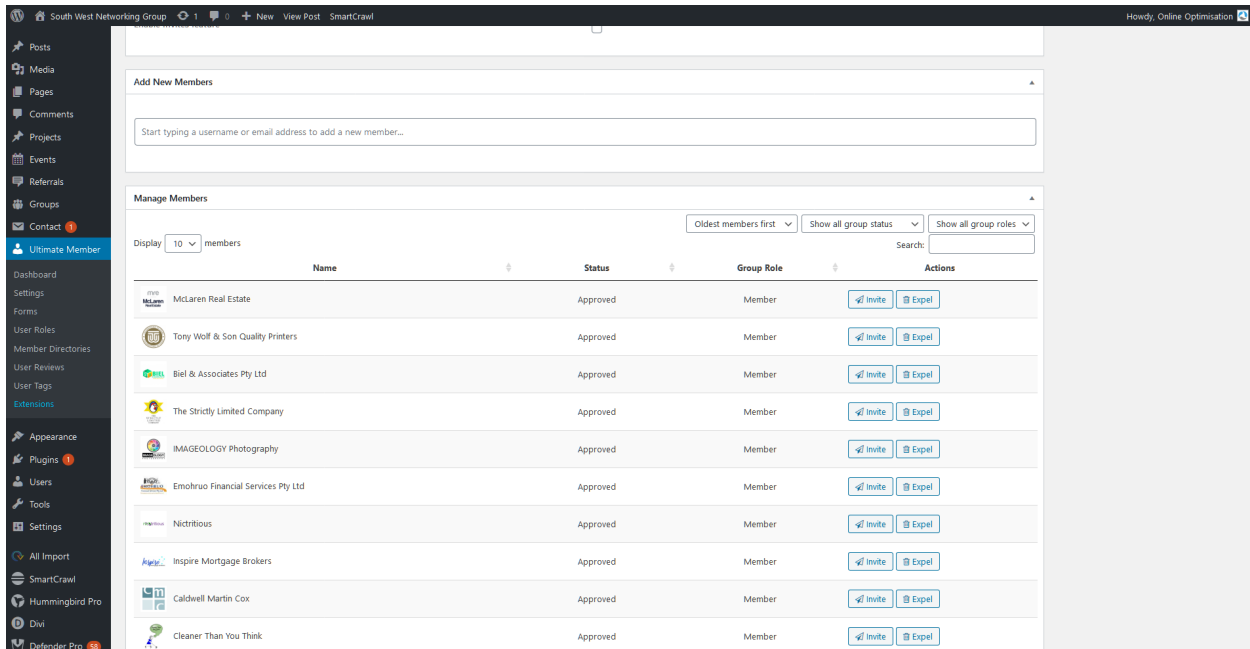 South West Networking Group 1 0 New View Post SmartCrawl Howdy, Online Optimisation
Posts
Media
Pages
Comments
Projects
Events
Referrals
Groups
Contact 1
Ultimate Member
Dashboard
Settings
Forms
User Roles
Member Directories
User Reviews
User Tags
Extensions
Appearance
Plugins 1
Users
Tools
Settings
All Import
SmartCrawl
Hummingbird Pro
Divi
Defender Pro 58
Add New Members
Start typing a username or email address to add a new member...
Manage Members
Oldest members first Show all group status Show all group roles
Display 10 members
Search:
Name Status Group Role Actions
McLaren Real Estate Approved Member Invite Expel
Tony Wolf & Son Quality Printers Approved Member Invite Expel
Biel & Associates Pty Ltd Approved Member Invite Expel
The Strictly Limited Company Approved Member Invite Expel
IMAGEOLOGY Photography Approved Member Invite Expel
Emohruo Financial Services Pty Ltd Approved Member Invite Expel
Nictritious Approved Member Invite Expel
Inspire Mortgage Brokers Approved Member Invite Expel
Caldwell Martin Cox Approved Member Invite Expel
Cleaner Than You Think Approved Member Invite Expel